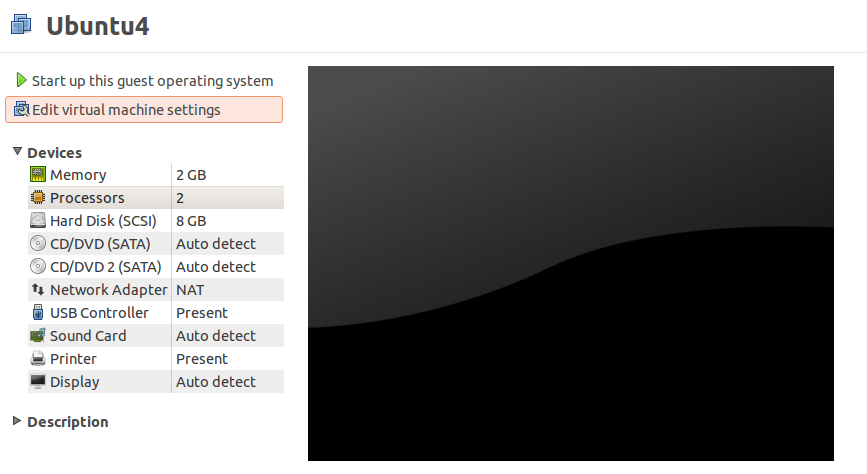 Ubuntu4
Start up this guest operating system
Edit virtual machine settings
Devices
Memory 2 GB
Processors 2
Hard Disk (SCSI) 8 GB
CD/DVD (SATA) Auto detect
CD/DVD 2 (SATA) Auto detect
Network Adapter NAT
USB Controller Present
Sound Card Auto detect
Printer Present
Display Auto detect
Description